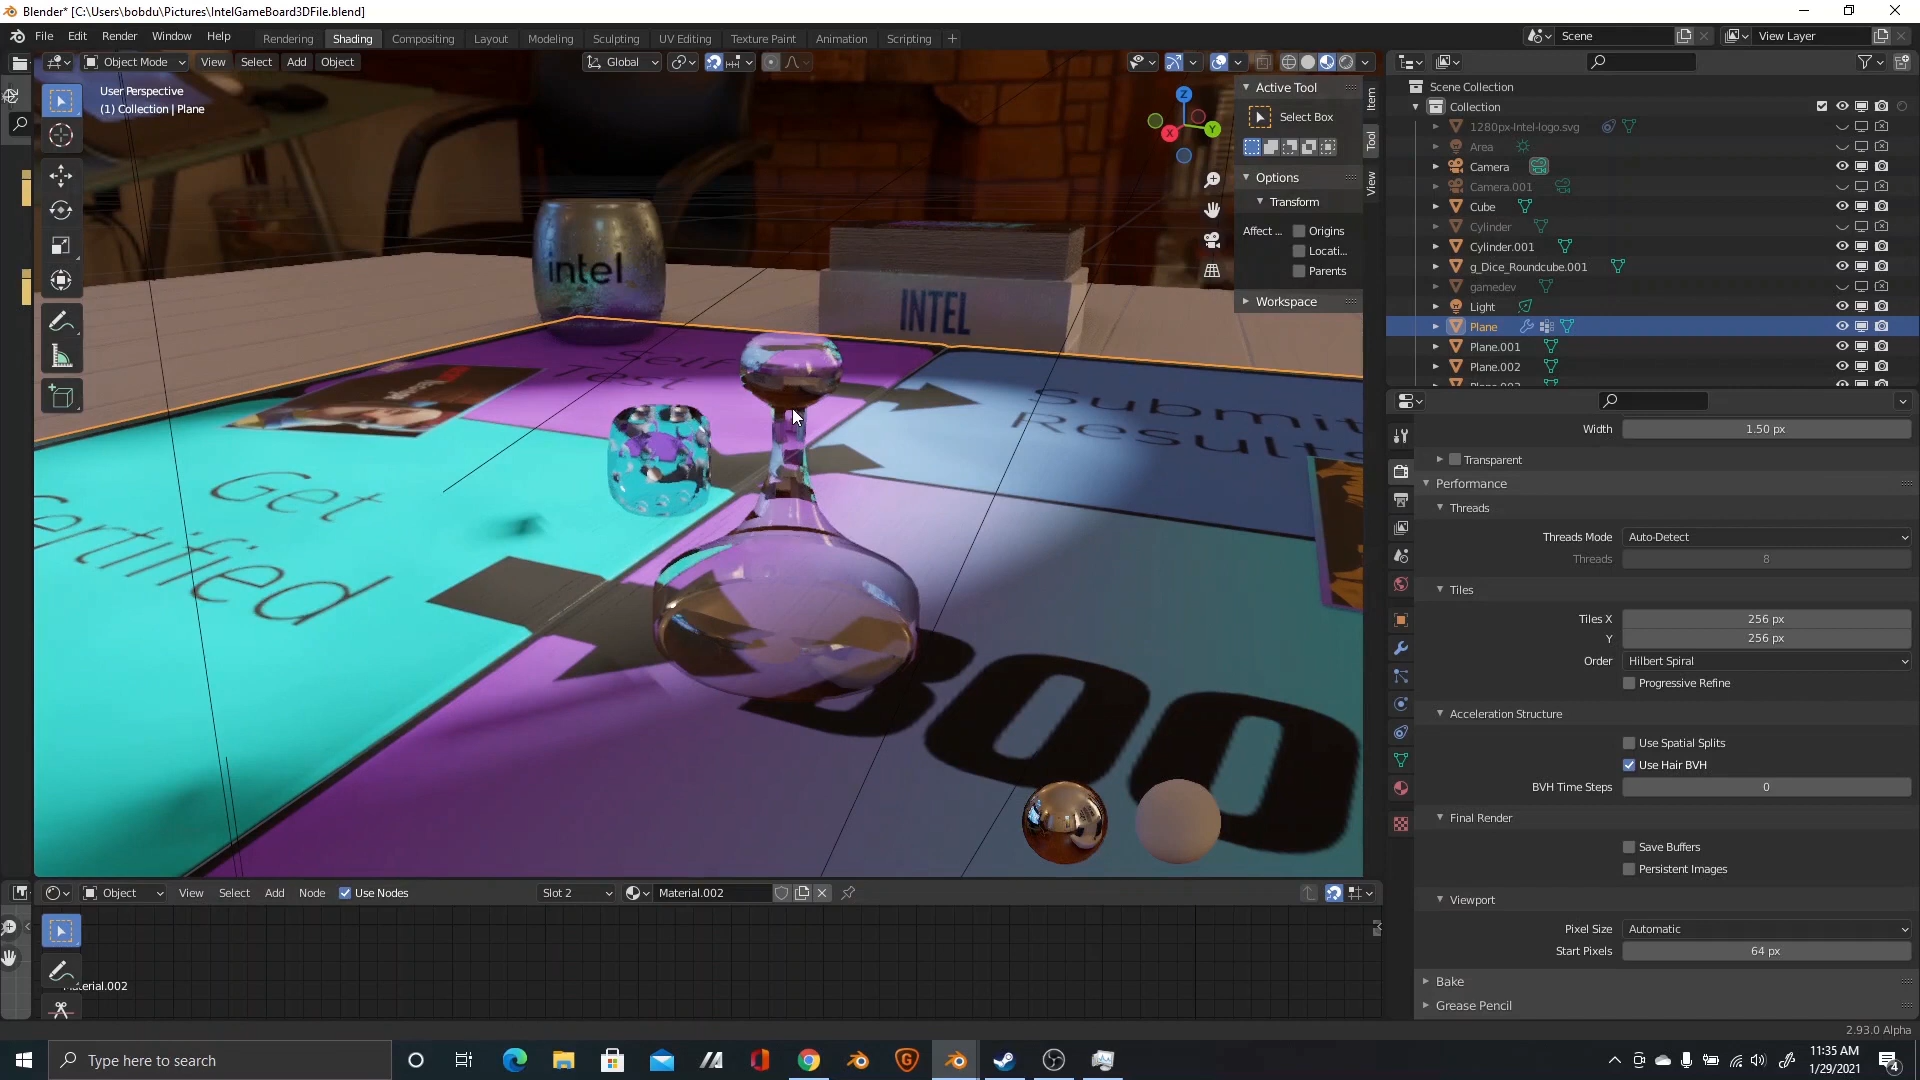 Blender* [C:\Users\bobdu\Pictures\IntelGameBoard3DFile.blend]
File Edit Render Window Help Rendering Shading Compositing Layout Modeling Sculpting UV Editing Texture Paint Animation Scripting + Scene View Layer
Object Mode View Select Add Object Global
User Perspective
(1) Collection | Plane
Z
Y
X
Active Tool
Select Box
Options
Transform
Affect ... Origins
Locati...
Parents
Workspace
Item
Tool
View
Scene Collection
Collection
1280px-Intel-logo.svg
Area
Camera
Camera.001
Cube
Cylinder
Cylinder.001
g_Dice_Roundcube.001
gamedev
Light
Plane
Plane.001
Plane.002
intel
INTEL
Self
Test
Submit
Results
Get
Certified
300
Width 1.50 px
Transparent
Performance
Threads
Threads Mode Auto-Detect
Threads 8
Tiles
Tiles X 256 px
Y 256 px
Order Hilbert Spiral
Progressive Refine
Acceleration Structure
Use Spatial Splits
Use Hair BVH
BVH Time Steps 0
Final Render
Save Buffers
Persistent Images
Viewport
Pixel Size Automatic
Start Pixels 64 px
Bake
Grease Pencil
Object View Select Add Node Use Nodes Slot 2 Material.002
2.93.0 Alpha
Type here to search
11:35 AM
1/29/2021
4